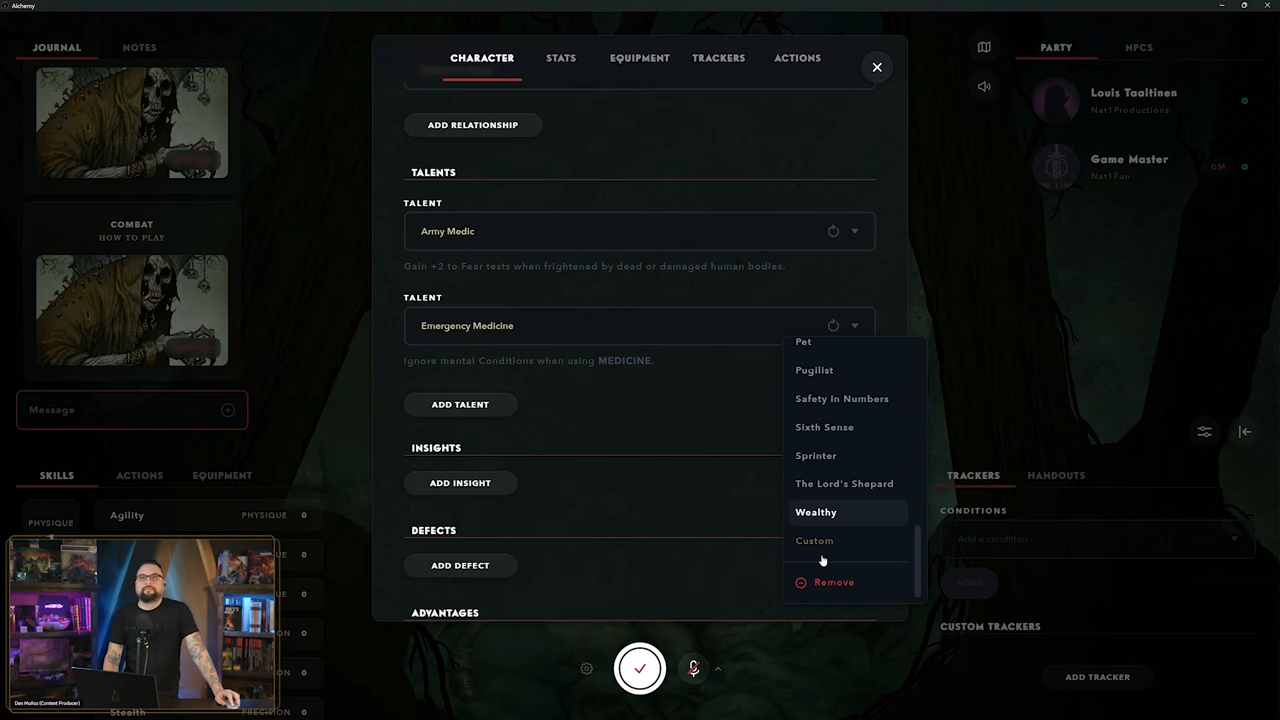 Alchemy
JOURNAL
NOTES
COMBAT
HOW TO PLAY
Message
SKILLS
ACTIONS
EQUIPMENT
PHYSIQUE
Agility
PHYSIQUE 0
0
0
0
0
Stealth
PRECISION 0
Dan Muñoz (Content Producer)
CHARACTER
STATS
EQUIPMENT
TRACKERS
ACTIONS
ADD RELATIONSHIP
TALENTS
TALENT
Army Medic
Gain +2 to Fear tests when frightened by dead or damaged human bodies.
TALENT
Emergency Medicine
Ignore mental Conditions when using MEDICINE.
ADD TALENT
INSIGHTS
ADD INSIGHT
DEFECTS
ADD DEFECT
ADVANTAGES
Pet
Pugilist
Safety In Numbers
Sixth Sense
Sprinter
The Lord's Shepard
Wealthy
Custom
Remove
PARTY
NPCS
Louis Taaltinen
Nat1Productions
Game Master
GM
Nat1Fun
TRACKERS
HANDOUTS
CONDITIONS
Add a condition
NONE
CUSTOM TRACKERS
ADD TRACKER